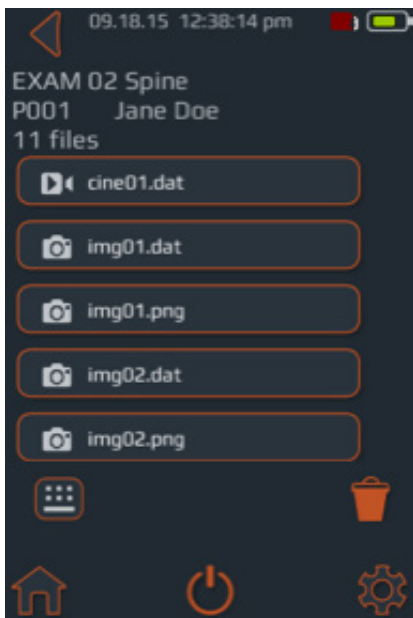 09.18.15 12:38:14 pm
EXAM 02 Spine
P001 Jane Doe
11 files
cine01.dat
img01.dat
img01.png
img02.dat
img02.png